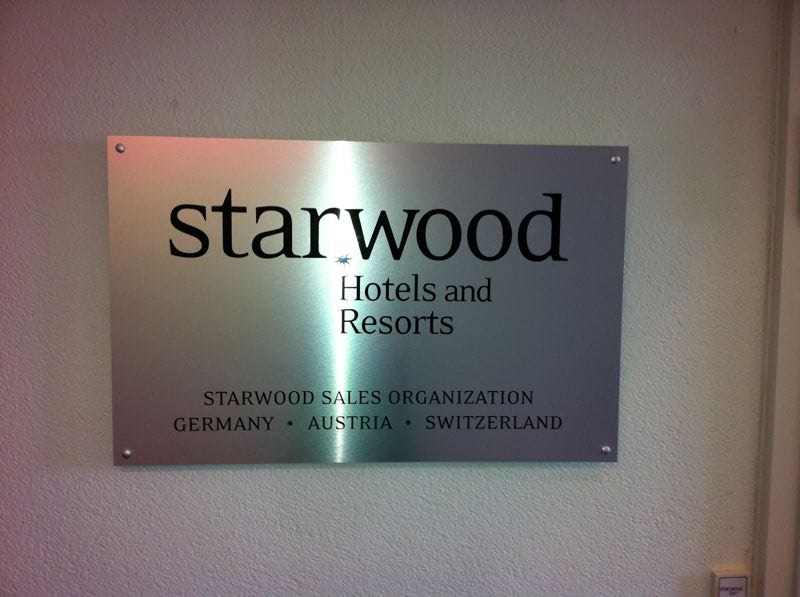 starwood
Hotels and
Resorts
STARWOOD SALES ORGANIZATION
GERMANY • AUSTRIA • SWITZERLAND